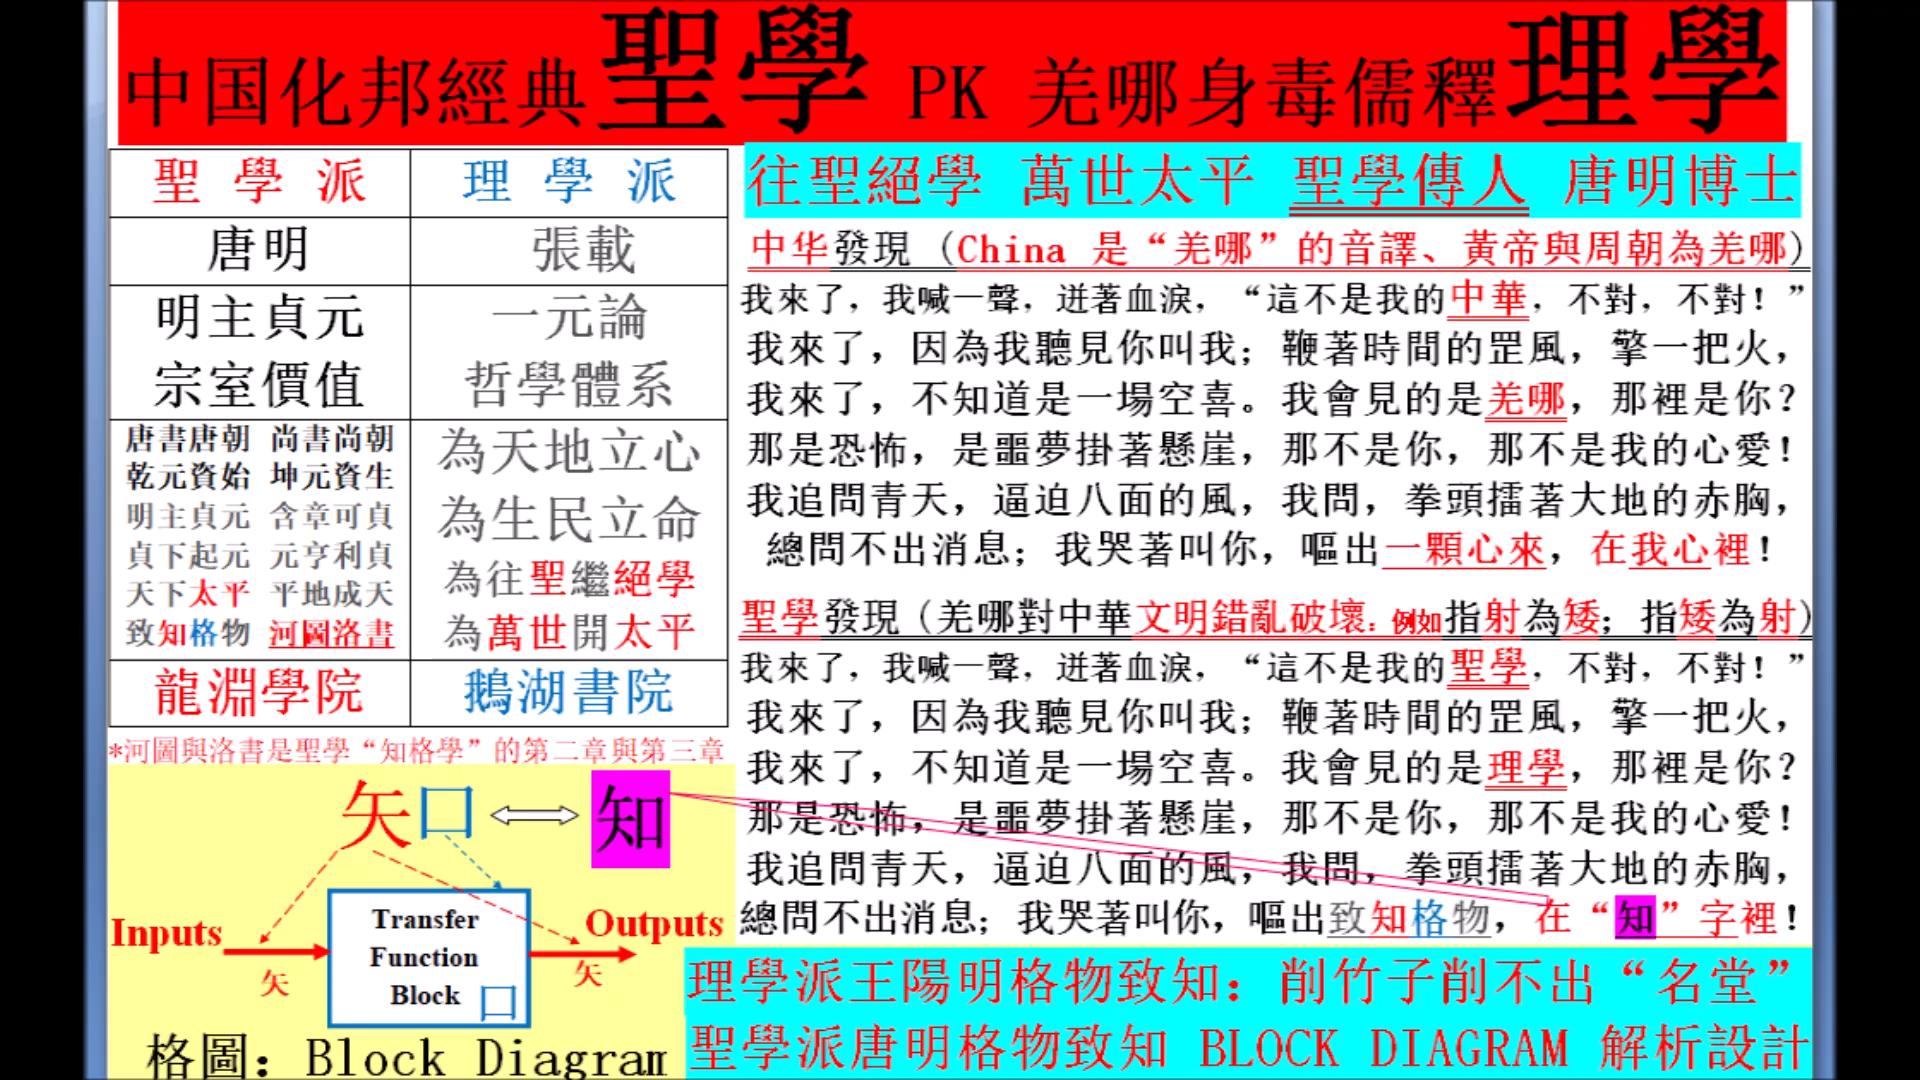 中国化邦經典聖學 PK 羌哪身毒儒釋理學
聖學派 理學派
唐明 張載
明主貞元 一元論
宗室價值 哲學體系
唐書唐朝 尚書尚朝
乾元資始 坤元資生
明主貞元 含章可貞
貞下起元 元亨利貞
天下太平 平地成天
致知格物 河圖洛書
為天地立心
為生民立命
為往聖繼絕學
為萬世開太平
龍淵學院 鵝湖書院
*河圖與洛書是聖學“知格學”的第二章與第三章
矢口 知
Inputs
矢
Transfer
Function
Block 口
Outputs
矢
格圖：Block Diagram
往聖絕學 萬世太平 聖學傳人 唐明博士
中华發現（China 是“羌哪”的音譯、黃帝與周朝為羌哪）
我來了，我喊一聲，迸著血淚，“這不是我的中華，不對，不對！”
我來了，因為我聽見你叫我；鞭著時間的罡風，擎一把火，
我來了，不知道是一場空喜。我會見的是羌哪，那裡是你？
那是恐怖，是噩夢掛著懸崖，那不是你，那不是我的心愛！
我追問青天，逼迫八面的風，我問，拳頭擂著大地的赤胸，
總問不出消息；我哭著叫你，嘔出一顆心來，在我心裡！
聖學發現（羌哪對中華文明錯亂破壞：例如指射為矮；指矮為射）
我來了，我喊一聲，迸著血淚，“這不是我的聖學，不對，不對！”
我來了，因為我聽見你叫我；鞭著時間的罡風，擎一把火，
我來了，不知道是一場空喜。我會見的是理學，那裡是你？
那是恐怖，是噩夢掛著懸崖，那不是你，那不是我的心愛！
我追問青天，逼迫八面的風，我問，拳頭擂著大地的赤胸，
總問不出消息；我哭著叫你，嘔出致知格物，在“知”字裡！
理學派王陽明格物致知：削竹子削不出“名堂”
聖學派唐明格物致知 BLOCK DIAGRAM 解析設計